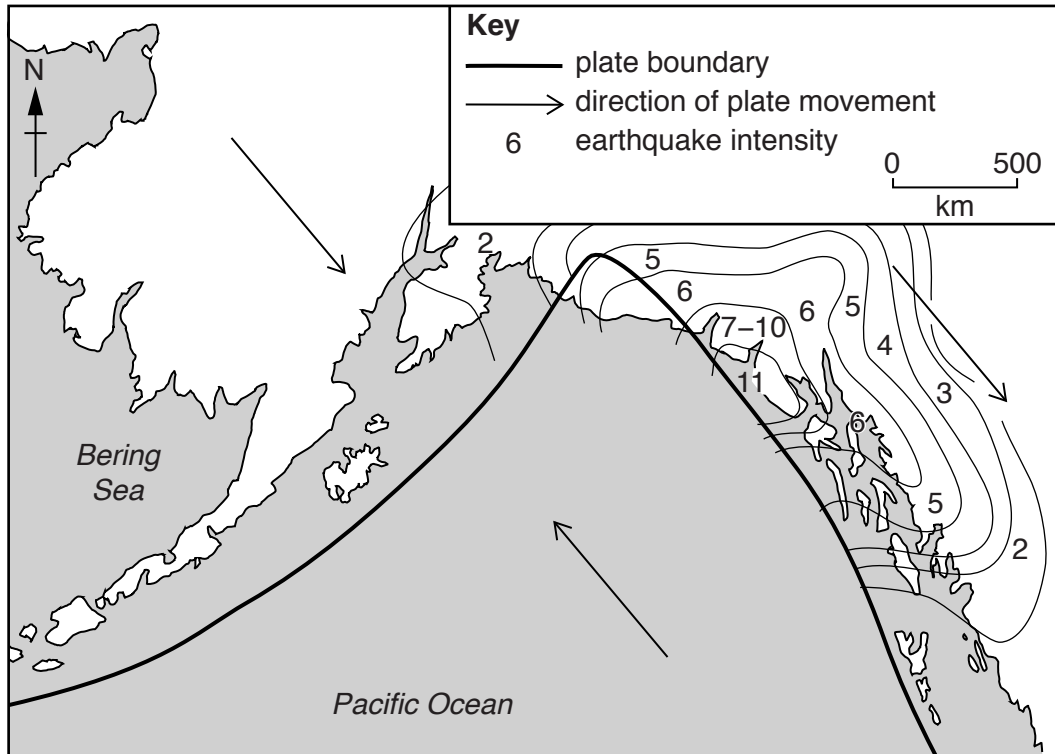 Key
plate boundary
direction of plate movement
6 earthquake intensity
0 500
km
N
2
5
6
7–10
6
5
4
3
11
6
5
2
Bering
Sea
Pacific Ocean